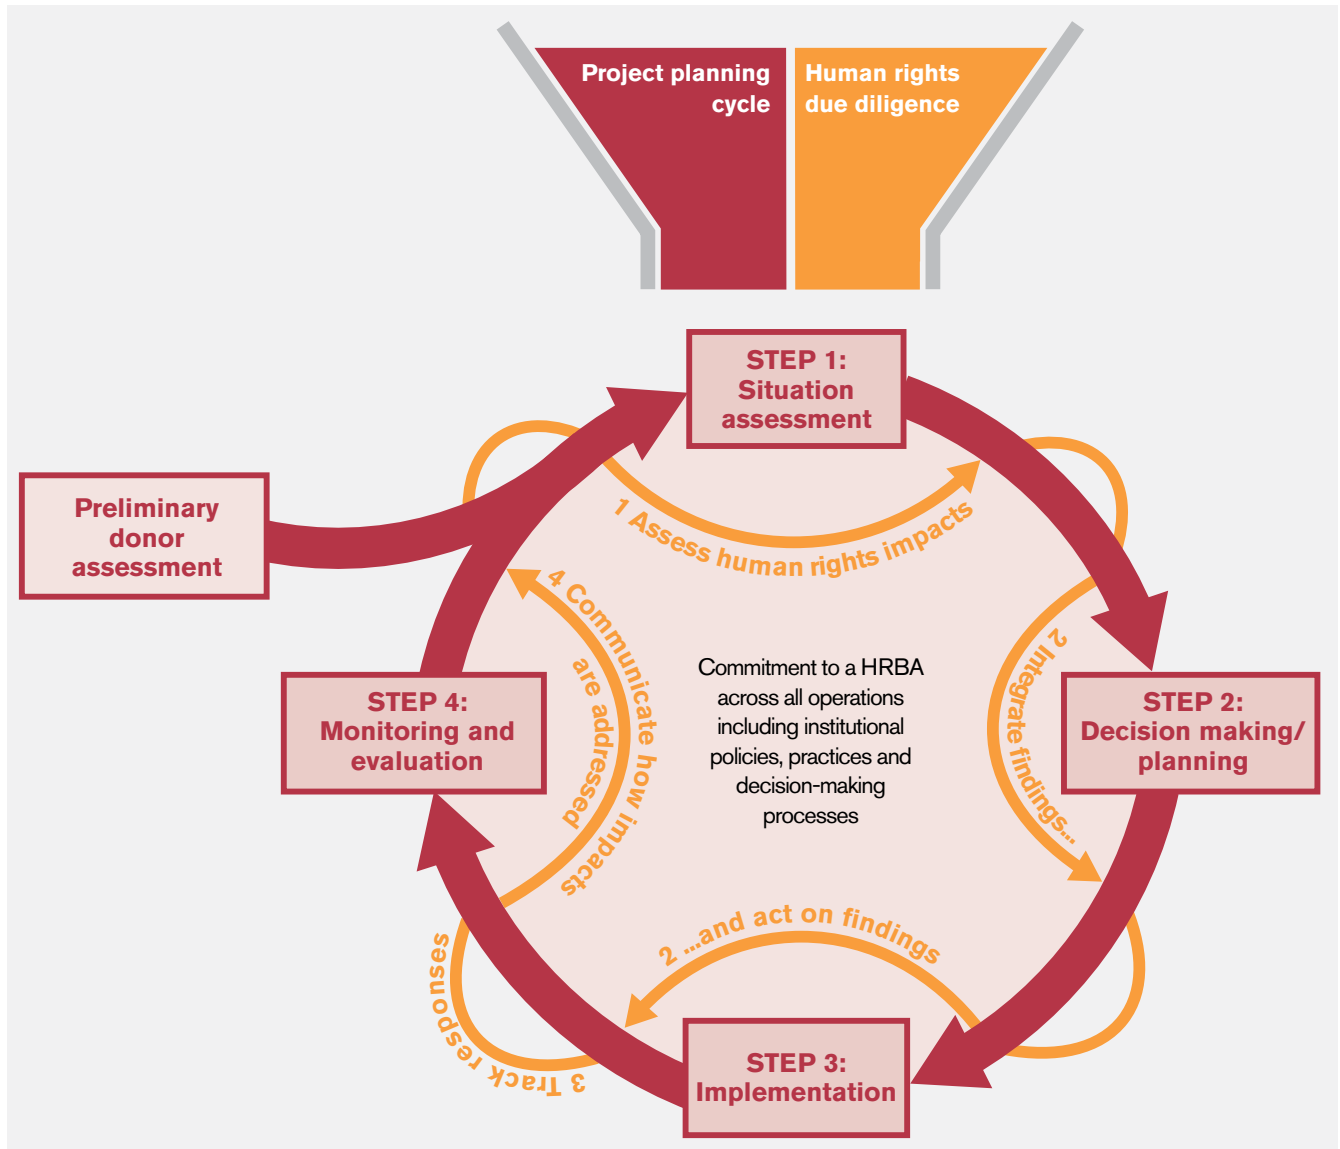 Project planning
cycle
Human rights
due diligence
STEP 1:
Situation
assessment
Preliminary
donor
assessment
1 Assess human rights impacts
4 Communicate how impacts
are addressed
2 Integrate findings...
Commitment to a HRBA
across all operations
including institutional
policies, practices and
decision-making
processes
STEP 4:
Monitoring and
evaluation
STEP 2:
Decision making/
planning
2 ...and act on findings
3 Track responses
STEP 3:
Implementation